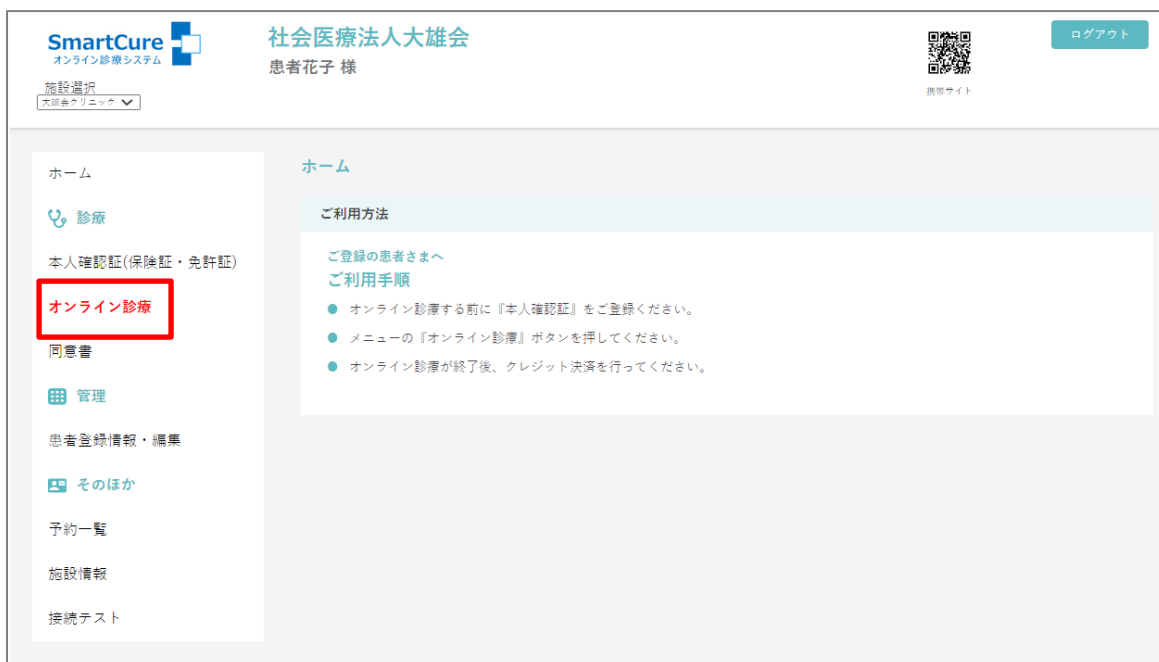 SmartCure
オンライン診療システム
施設選択
大雄会クリニック
社会医療法人大雄会
患者花子 様
携帯サイト
ログアウト
ホーム
診療
本人確認証(保険証・免許証)
オンライン診療
同意書
管理
患者登録情報・編集
そのほか
予約一覧
施設情報
接続テスト
ホーム
ご利用方法
ご登録の患者さまへ
ご利用手順
● オンライン診療する前に『本人確認証』をご登録ください。
● メニューの『オンライン診療』ボタンを押してください。
● オンライン診療が終了後、クレジット決済を行ってください。